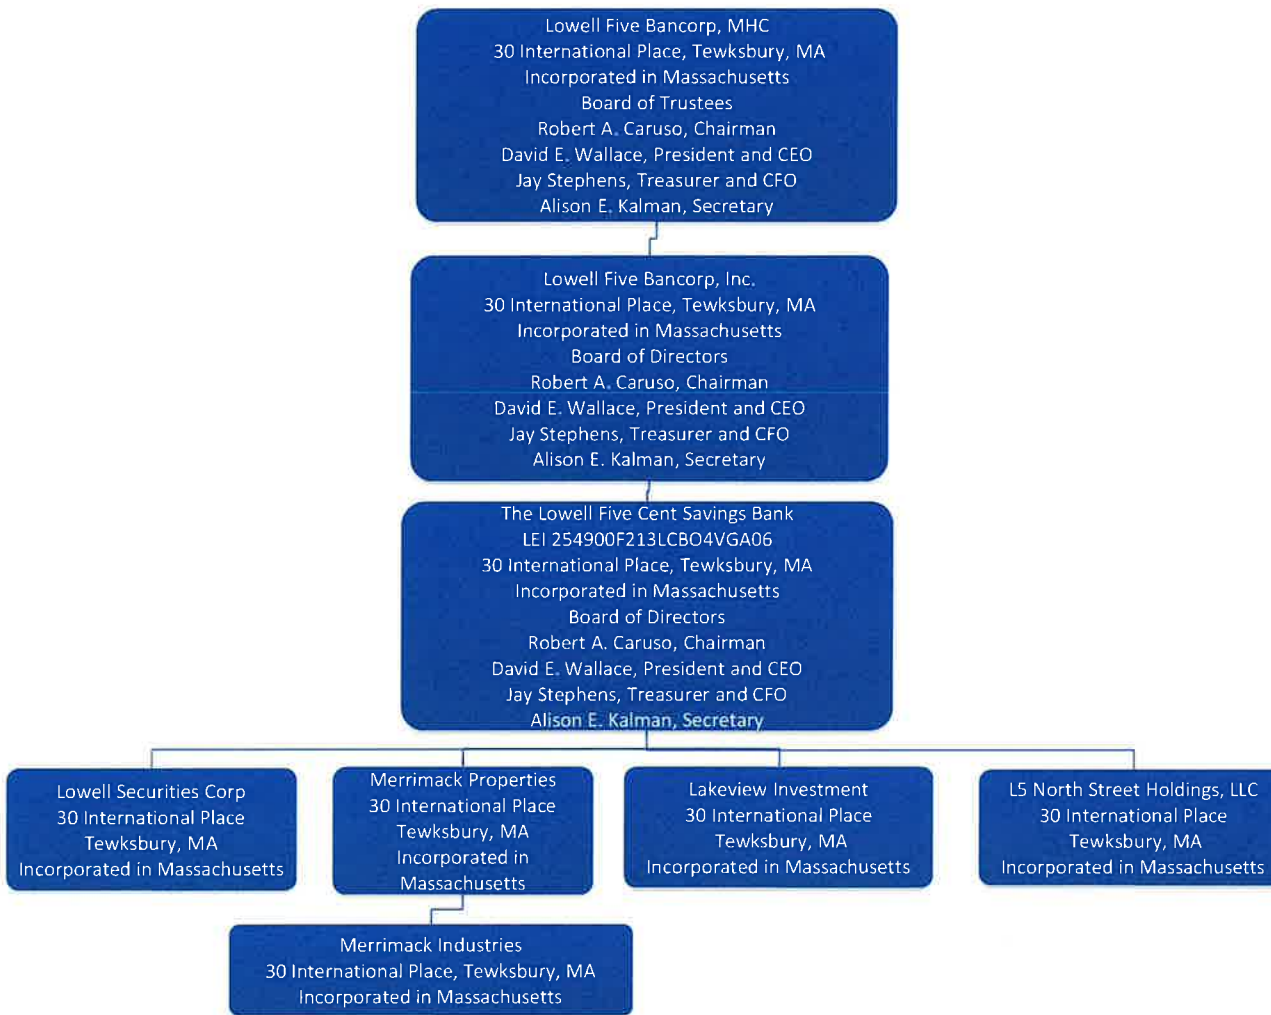 Lowell Five Bancorp, MHC
30 International Place, Tewksbury, MA
Incorporated in Massachusetts
Board of Trustees
Robert A. Caruso, Chairman
David E. Wallace, President and CEO
Jay Stephens, Treasurer and CFO
Alison E. Kalman, Secretary
Lowell Five Bancorp, Inc.
30 International Place, Tewksbury, MA
Incorporated in Massachusetts
Board of Directors
Robert A. Caruso, Chairman
David E. Wallace, President and CEO
Jay Stephens, Treasurer and CFO
Alison E. Kalman, Secretary
The Lowell Five Cent Savings Bank
LEI 254900F213LCBO4VGA06
30 International Place, Tewksbury, MA
Incorporated in Massachusetts
Board of Directors
Robert A. Caruso, Chairman
David E. Wallace, President and CEO
Jay Stephens, Treasurer and CFO
Alison E. Kalman, Secretary
Lowell Securities Corp
30 International Place
Tewksbury, MA
Incorporated in Massachusetts
Merrimack Properties
30 International Place
Tewksbury, MA
Incorporated in
Massachusetts
Lakeview Investment
30 International Place
Tewksbury, MA
Incorporated in Massachusetts
L5 North Street Holdings, LLC
30 International Place
Tewksbury, MA
Incorporated in Massachusetts
Merrimack Industries
30 International Place, Tewksbury, MA
Incorporated in Massachusetts